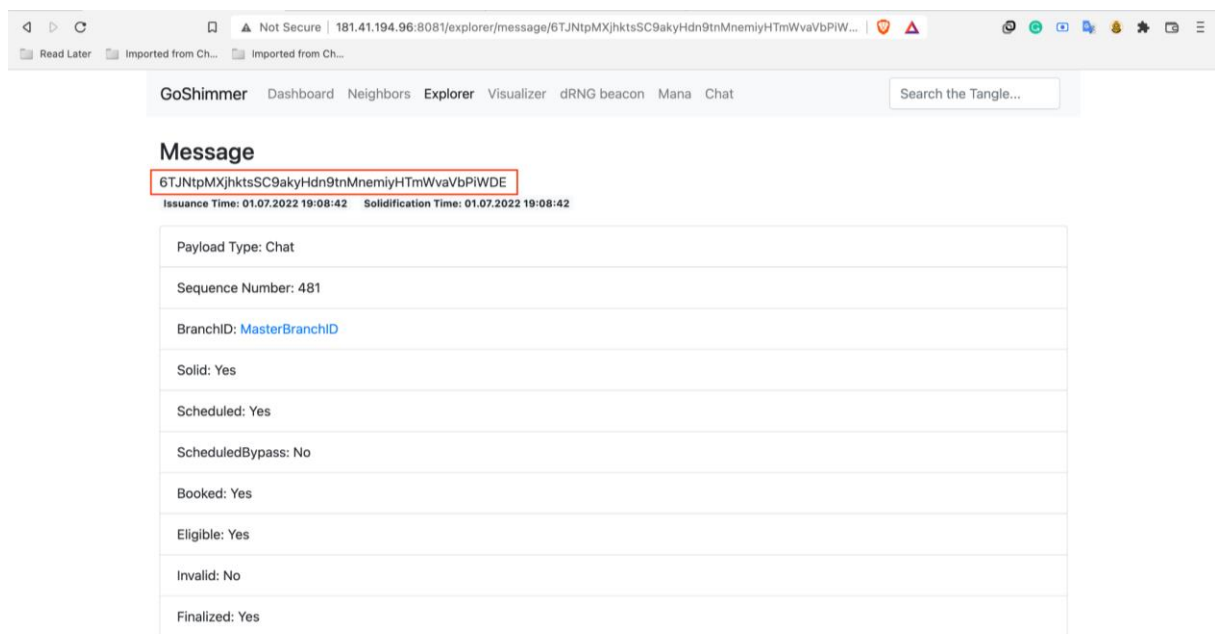 Not Secure | 181.41.194.96:8081/explorer/message/6TJNtpMXjhktsSC9akyHdn9tnMnemiyHTmWvaVbPiW...
Read Later Imported from Ch... Imported from Ch...
GoShimmer Dashboard Neighbors Explorer Visualizer dRNG beacon Mana Chat Search the Tangle...
Message
6TJNtpMXjhktsSC9akyHdn9tnMnemiyHTmWvaVbPiWDE
Issuance Time: 01.07.2022 19:08:42 Solidification Time: 01.07.2022 19:08:42
Payload Type: Chat
Sequence Number: 481
BranchID: MasterBranchID
Solid: Yes
Scheduled: Yes
ScheduledBypass: No
Booked: Yes
Eligible: Yes
Invalid: No
Finalized: Yes